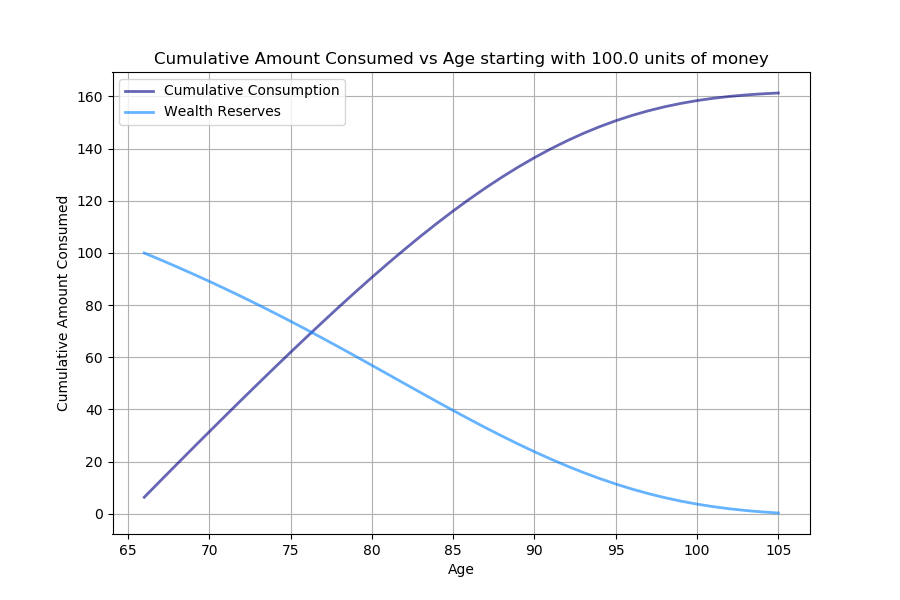 Cumulative Amount Consumed vs Age starting with 100.0 units of money
Cumulative Consumption
Wealth Reserves
Cumulative Amount Consumed
160
140
120
100
80
60
40
20
0
65 70 75 80 85 90 95 100 105
Age